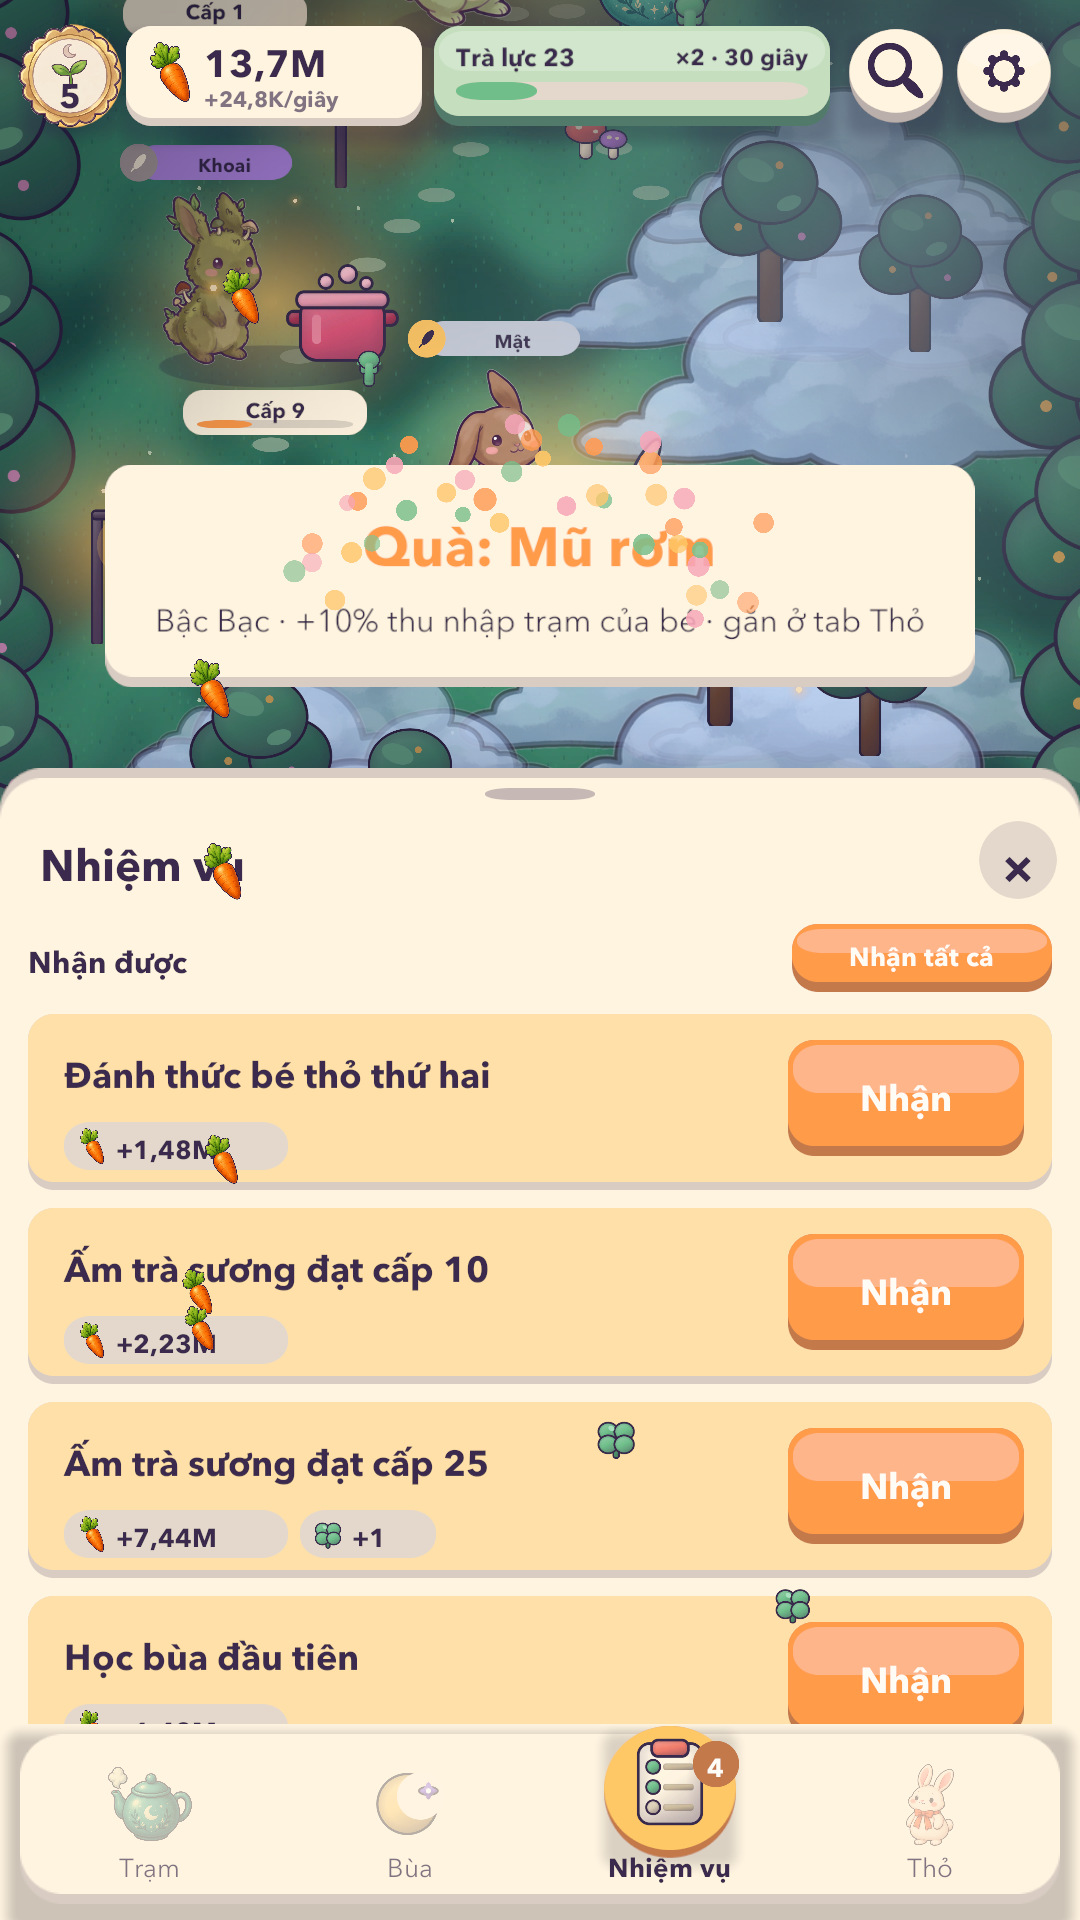 Cấp 1
5
13,7M
+24,8K/giây
Trà lực 23
×2 · 30 giây
Khoai
Mật
Cấp 9
Quà: Mũ rơm
Bậc Bạc · +10% thu nhập trạm của bé · gắn ở tab Thỏ
Nhiệm vụ
Nhận được
Nhận tất cả
Đánh thức bé thỏ thứ hai
+1,48M
Nhận
Ấm trà sương đạt cấp 10
+2,23M
Nhận
Ấm trà sương đạt cấp 25
+7,44M
+1
Nhận
Học bùa đầu tiên
Nhận
4
Trạm
Bùa
Nhiệm vụ
Thỏ